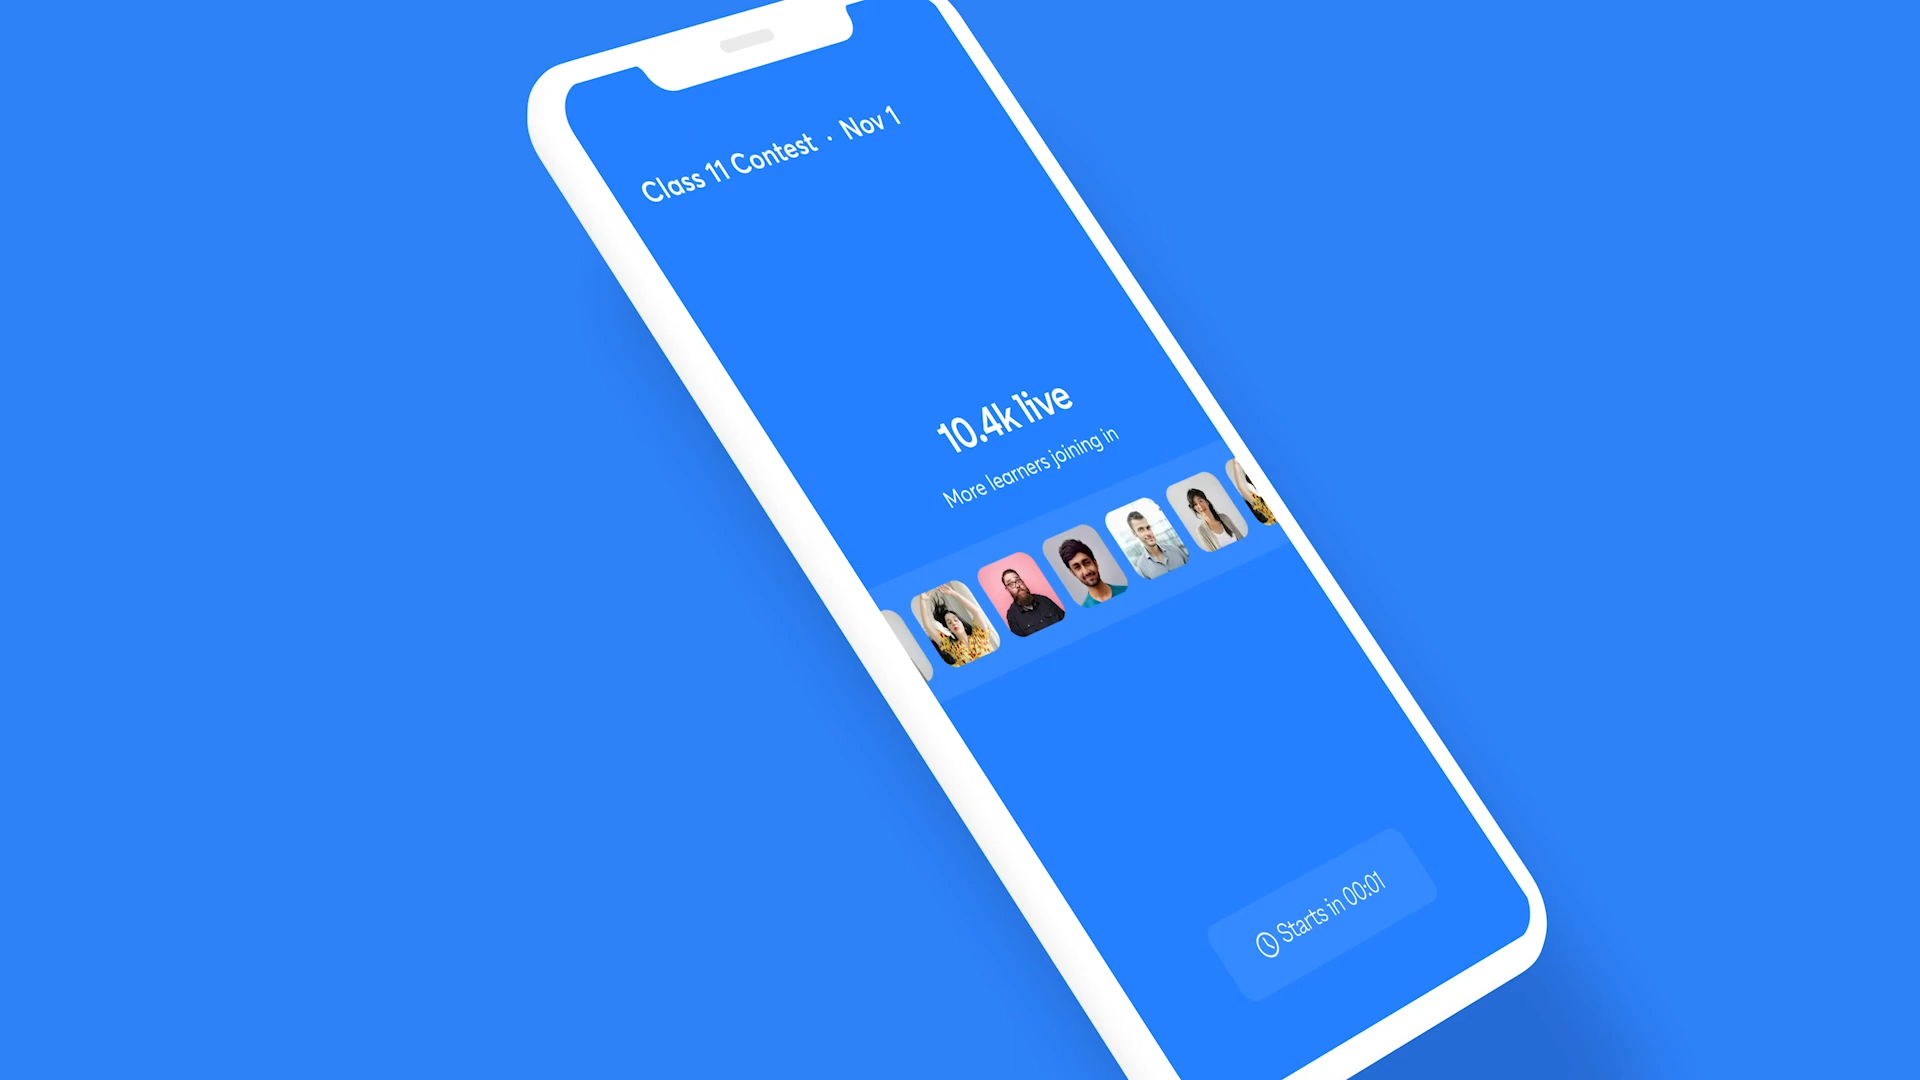 Class 11 Contest · Nov 1
10.4k live
More learners joining in
Starts in 00:01